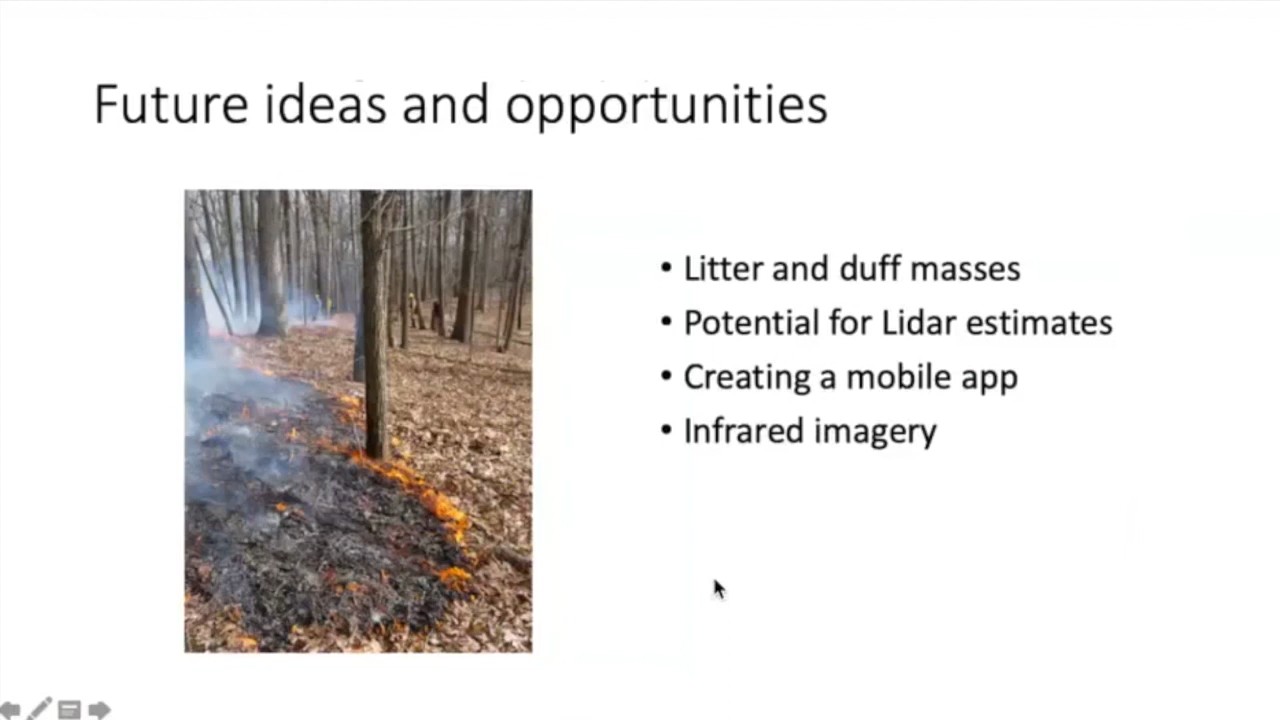 Future ideas and opportunities
• Litter and duff masses
• Potential for Lidar estimates
• Creating a mobile app
• Infrared imagery